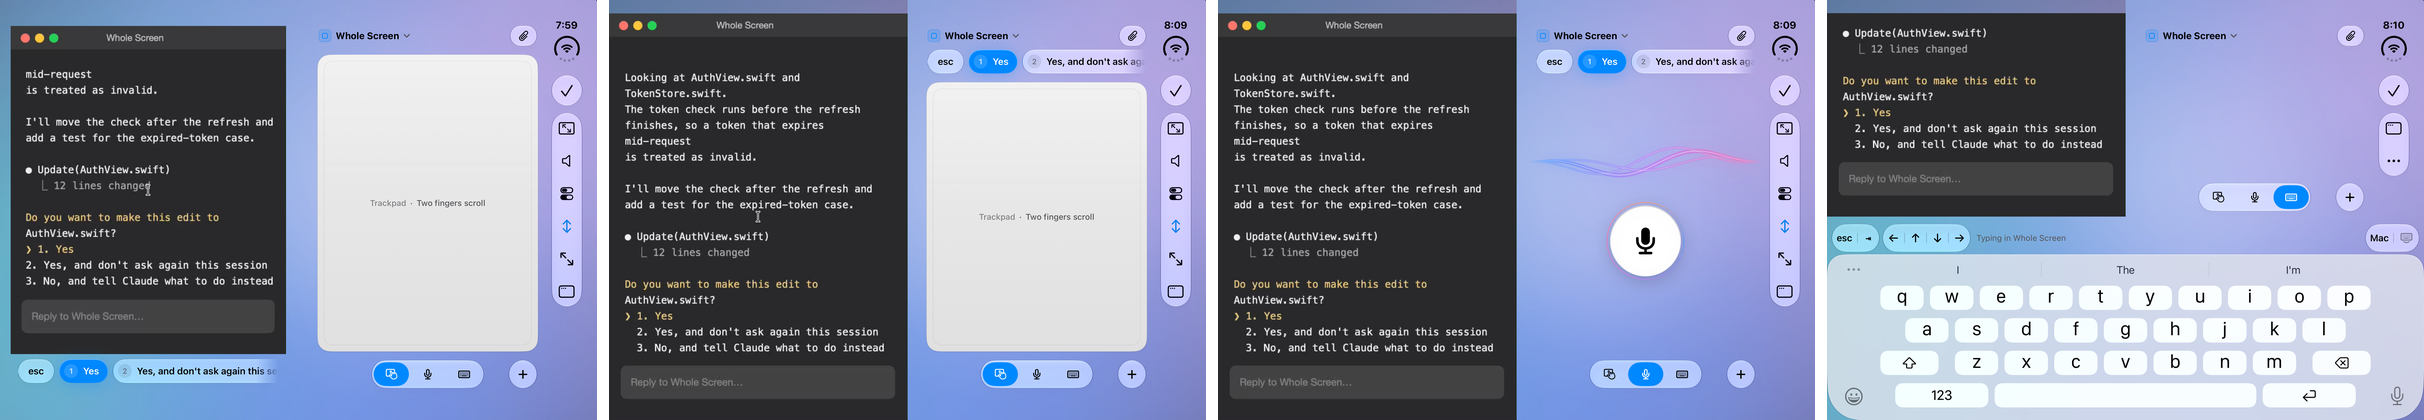 7:59
Whole Screen
Whole Screen
mid-request
is treated as invalid.
I'll move the check after the refresh and
add a test for the expired-token case.
Update(AuthView.swift)
12 lines changed
Do you want to make this edit to
AuthView.swift?
❯ 1. Yes
2. Yes, and don't ask again this session
3. No, and tell Claude what to do instead
Reply to Whole Screen...
esc
1 Yes
2 Yes, and don't ask again this se
Trackpad · Two fingers scroll
8:09
Whole Screen
Looking at AuthView.swift and
TokenStore.swift.
The token check runs before the refresh
finishes, so a token that expires
mid-request
is treated as invalid.
I'll move the check after the refresh and
add a test for the expired-token case.
Update(AuthView.swift)
12 lines changed
Do you want to make this edit to
AuthView.swift?
❯ 1. Yes
2. Yes, and don't ask again this session
3. No, and tell Claude what to do instead
Reply to Whole Screen...
Whole Screen
esc
1 Yes
2 Yes, and don't ask aga
Trackpad · Two fingers scroll
8:09
Whole Screen
Looking at AuthView.swift and
TokenStore.swift.
The token check runs before the refresh
finishes, so a token that expires
mid-request
is treated as invalid.
I'll move the check after the refresh and
add a test for the expired-token case.
Update(AuthView.swift)
12 lines changed
Do you want to make this edit to
AuthView.swift?
❯ 1. Yes
2. Yes, and don't ask again this session
3. No, and tell Claude what to do instead
Reply to Whole Screen...
Whole Screen
esc
1 Yes
2 Yes, and don't ask aga
8:10
Update(AuthView.swift)
12 lines changed
Do you want to make this edit to
AuthView.swift?
❯ 1. Yes
2. Yes, and don't ask again this session
3. No, and tell Claude what to do instead
Reply to Whole Screen...
Whole Screen
esc
Typing in Whole Screen
Mac
I
The
I'm
q w e r t y u i o p
a s d f g h j k l
z x c v b n m
123